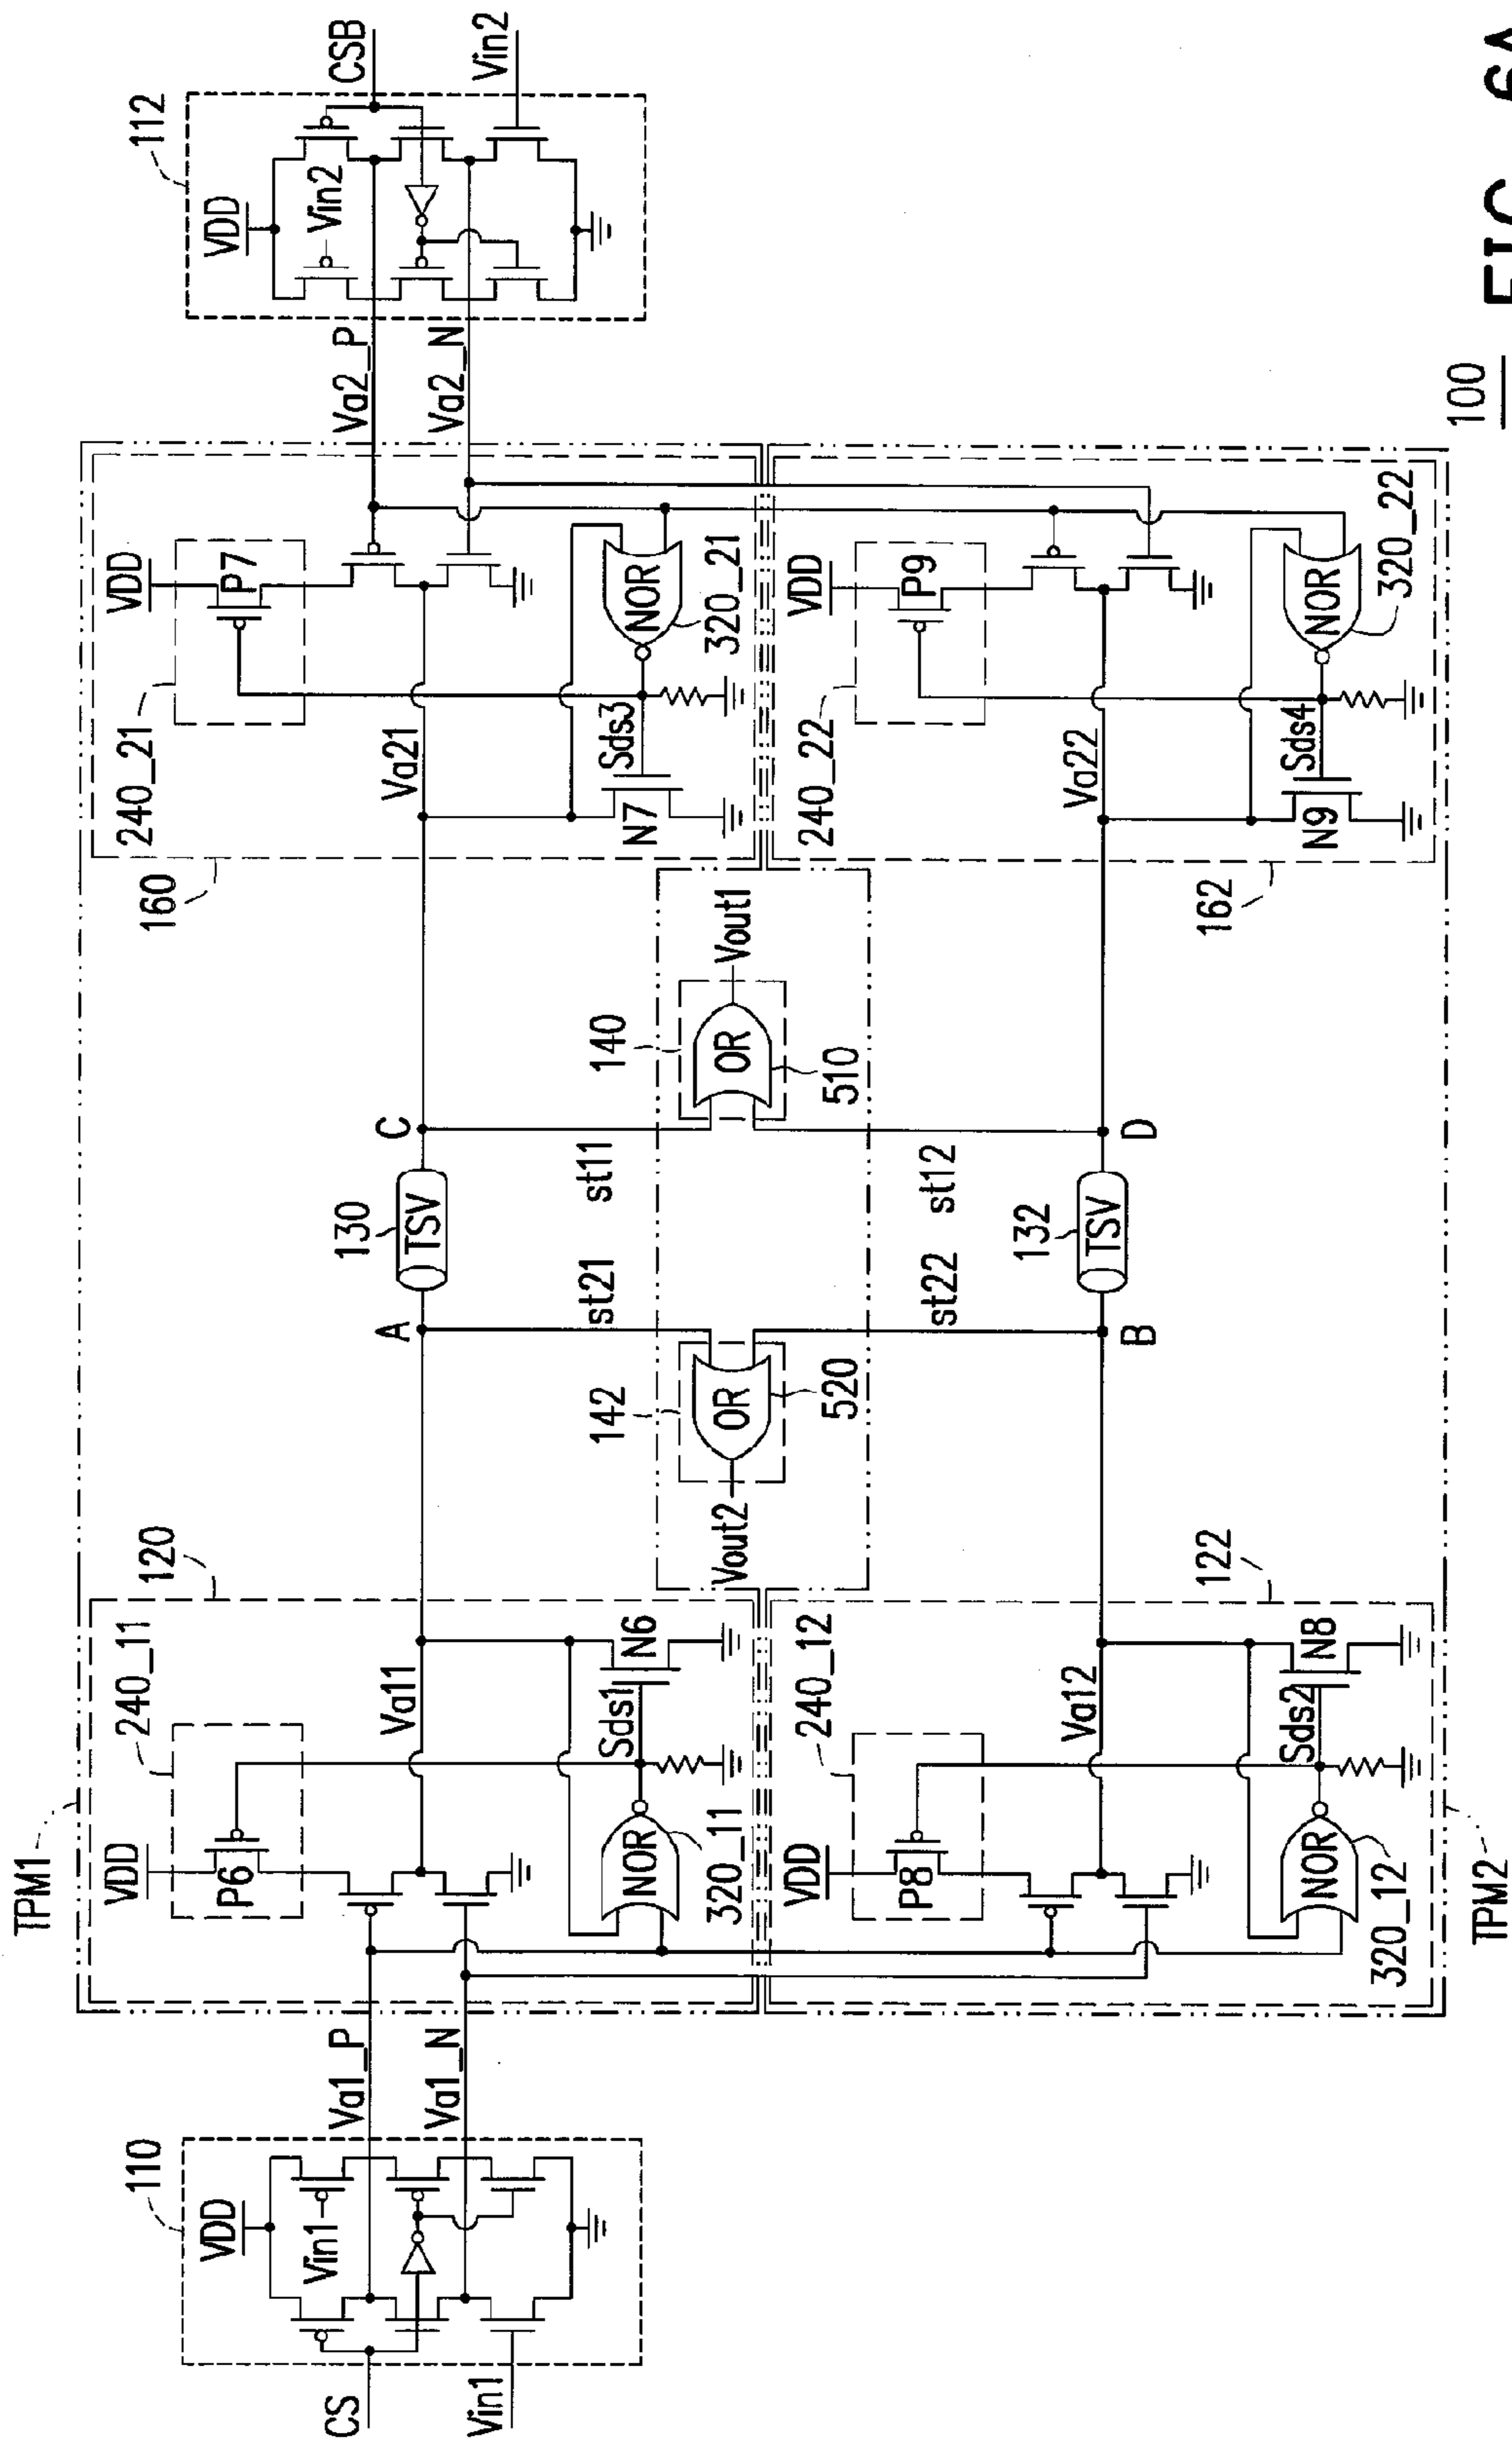 TPM1
110
VDD
Vin1
CS
Vin1
Va1_P
Va1_N
120
240_11
VDD
P6
Va11
Sds1
N6
NOR
320_11
122
240_12
VDD
P8
Va12
Sds2
N8
NOR
320_12
TPM2
A
130
TSV
C
st21
st11
142
OR
520
Vout2
140
OR
510
Vout1
st22
st12
132
TSV
B
D
160
240_21
VDD
P7
Va21
Sds3
N7
NOR
320_21
162
240_22
VDD
P9
Va22
Sds4
N9
NOR
320_22
Va2_P
Va2_N
112
VDD
Vin2
CSB
Vin2
100
FIG. 6A